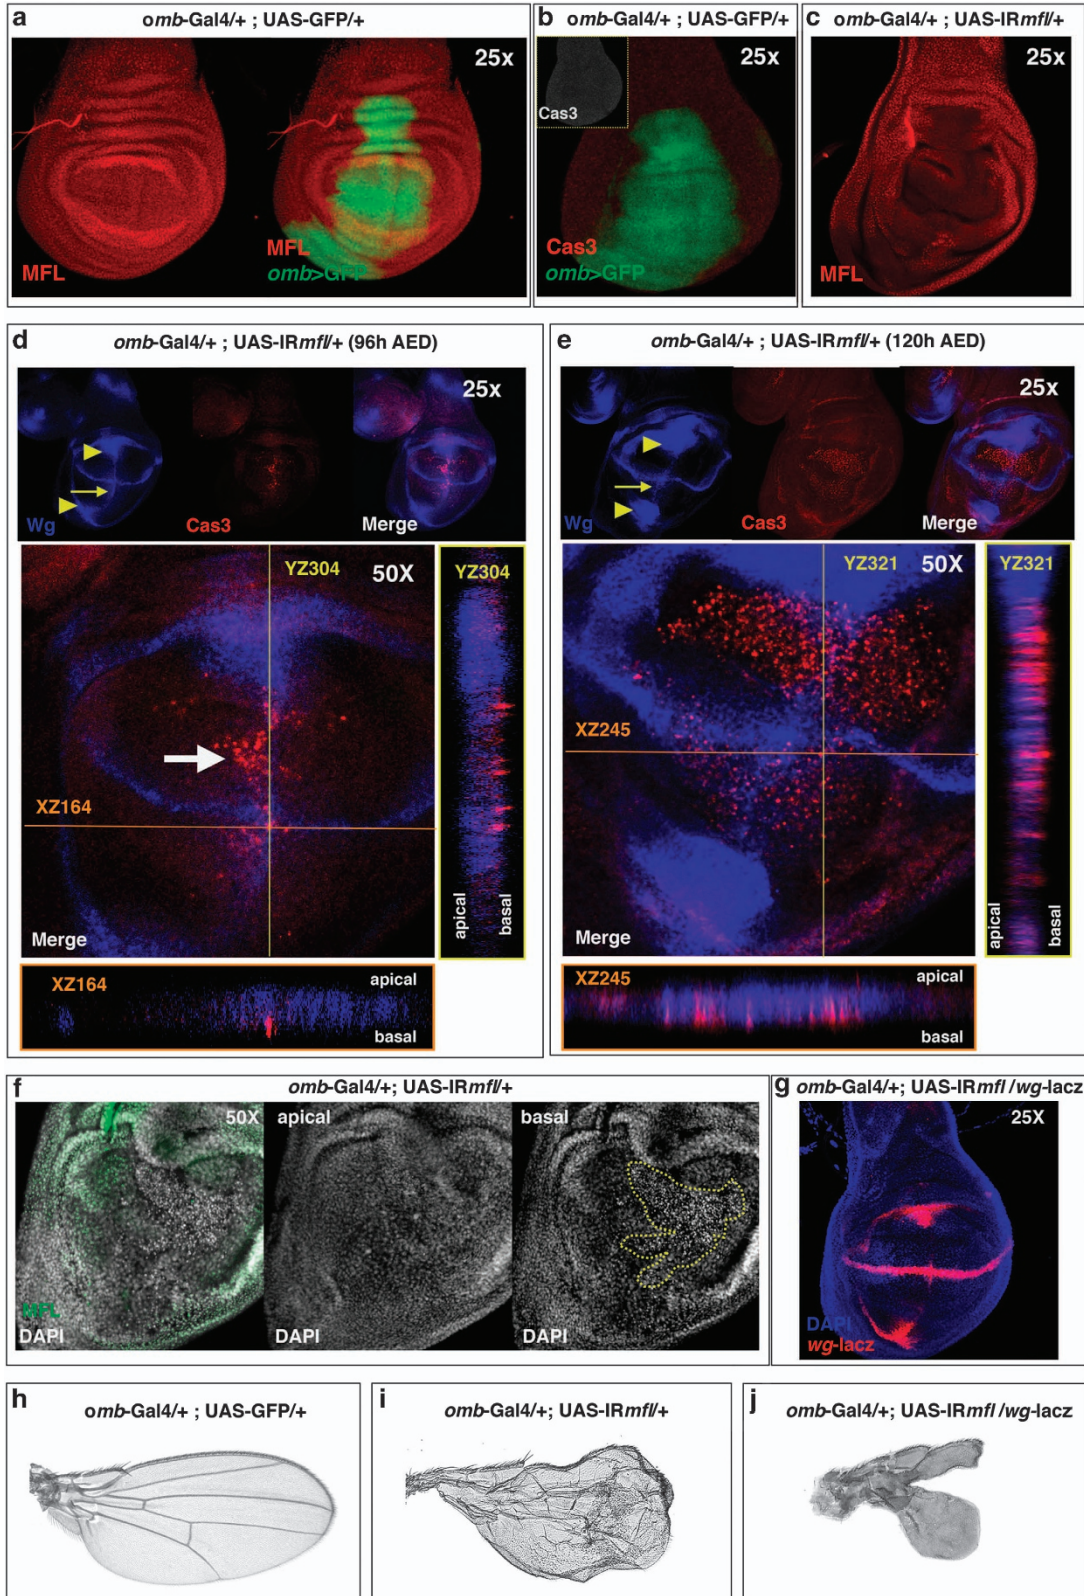 a
omb-Gal4/+ ; UAS-GFP/+
25x
MFL
MFL
omb>GFP
b
omb-Gal4/+ ; UAS-GFP/+
25x
Cas3
Cas3
omb>GFP
c
omb-Gal4/+ ; UAS-IRmfl/+
25x
MFL
d
omb-Gal4/+ ; UAS-IRmfl/+ (96h AED)
25x
Wg
Cas3
Merge
YZ304
50X
YZ304
XZ164
Merge
apical
basal
XZ164
apical
basal
e
omb-Gal4/+ ; UAS-IRmfl/+ (120h AED)
25x
Wg
Cas3
Merge
YZ321
50X
YZ321
XZ245
Merge
apical
basal
XZ245
apical
basal
f
omb-Gal4/+; UAS-IRmfl/+
50X
apical
basal
MFL
DAPI
DAPI
DAPI
g
omb-Gal4/+; UAS-IRmfl /wg-lacz
25X
DAPI
wg-lacz
h
omb-Gal4/+ ; UAS-GFP/+
i
omb-Gal4/+; UAS-IRmfl/+
j
omb-Gal4/+; UAS-IRmfl /wg-lacz